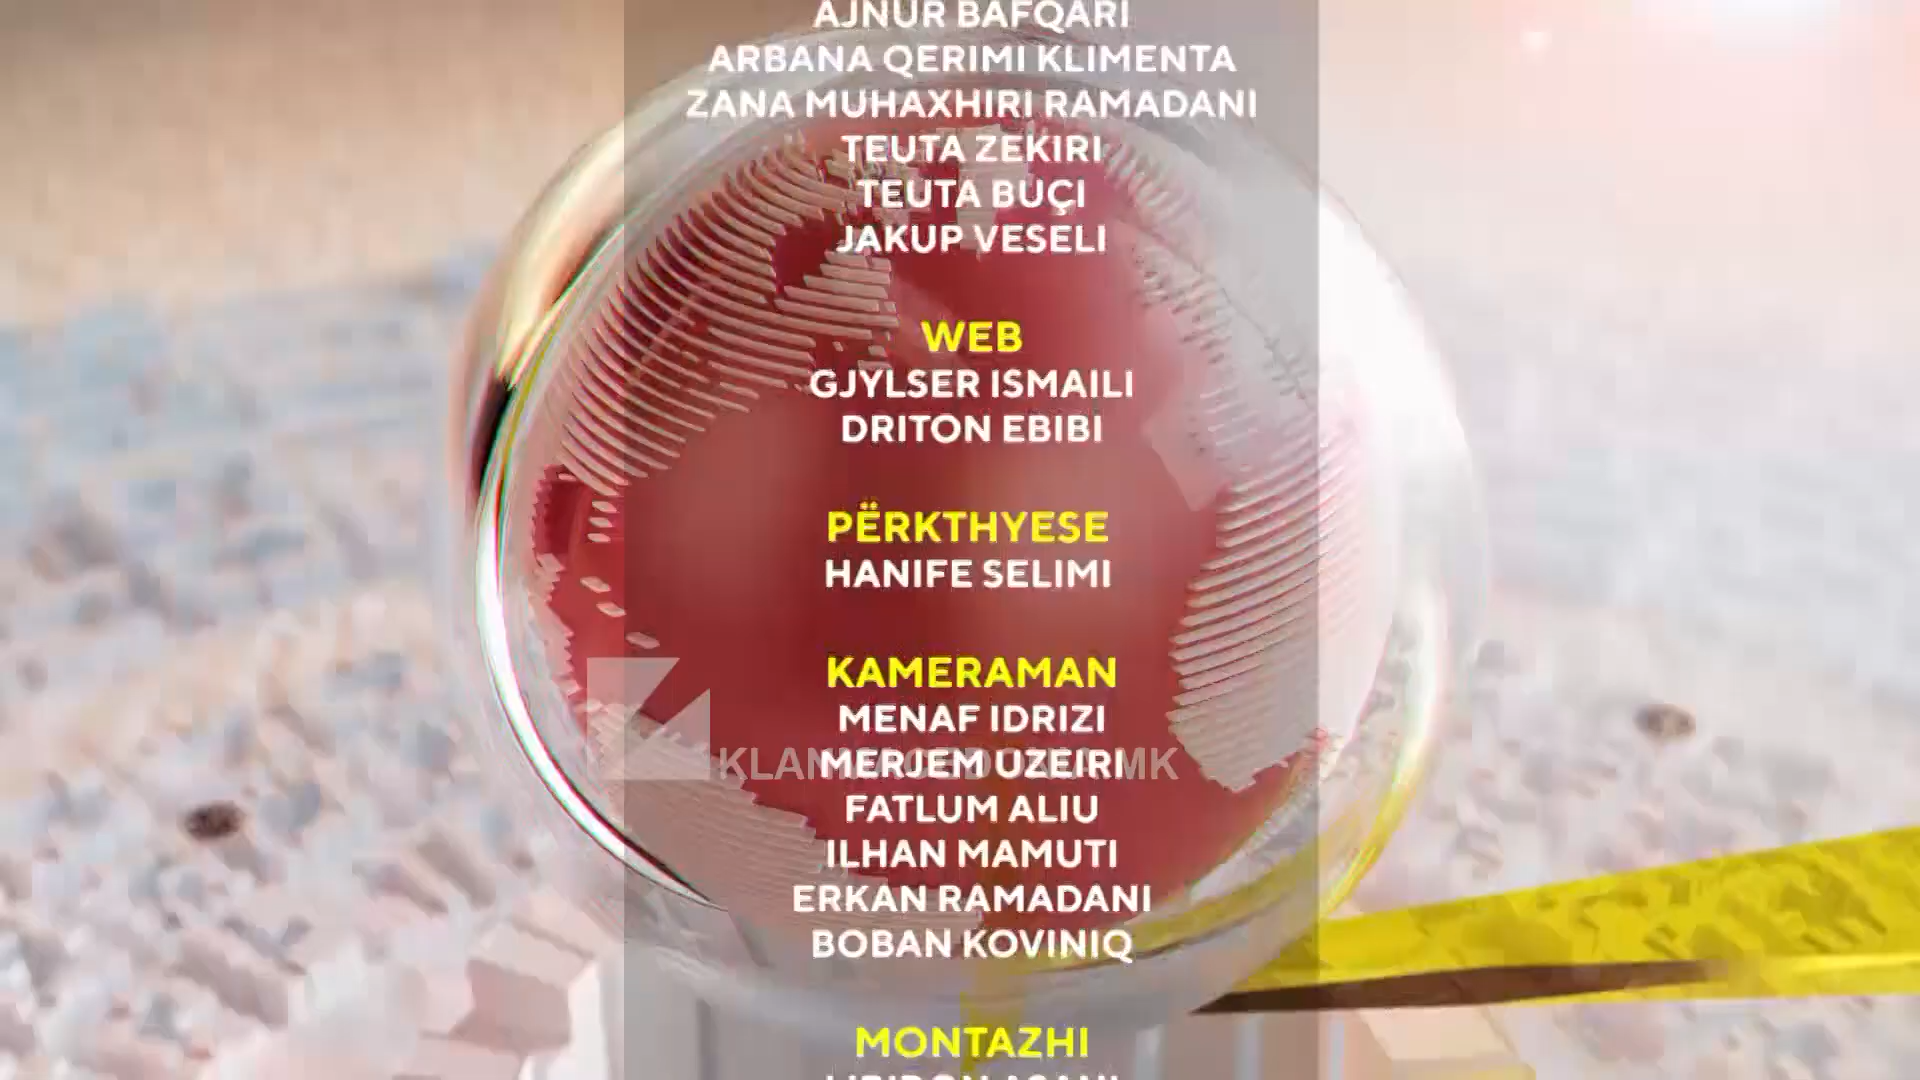 AJNUR BAFQARI
ARBANA QERIMI KLIMENTA
ZANA MUHAXHIRI RAMADANI
TEUTA ZEKIRI
TEUTA BUÇI
JAKUP VESELI
WEB
GJYLSER ISMAILI
DRITON EBIBI
PËRKTHYESE
HANIFE SELIMI
KAMERAMAN
MENAF IDRIZI
MERJEM UZEIRI
FATLUM ALIU
ILHAN MAMUTI
ERKAN RAMADANI
BOBAN KOVINIQ
MONTAZHI